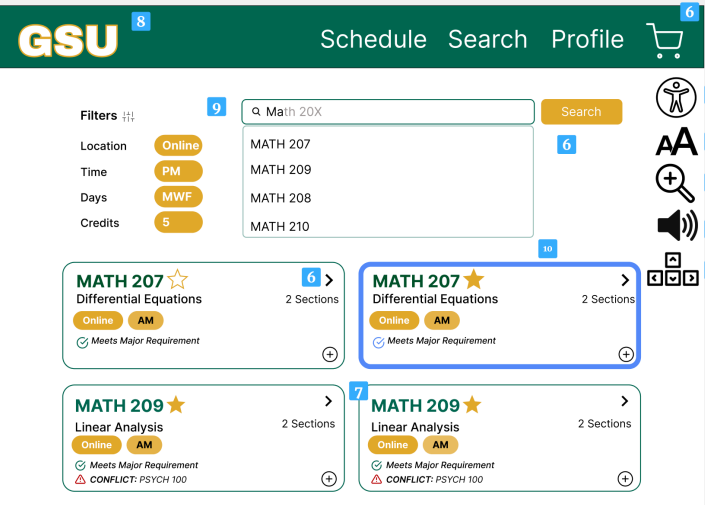 GSU 8 Schedule Search Profile 6
Filters 9 Math 20X Search
Location Online MATH 207 6
Time PM MATH 209
Days MWF MATH 208
Credits 5 MATH 210
10
MATH 207 6
Differential Equations 2 Sections
Online AM
Meets Major Requirement
MATH 207
Differential Equations 2 Sections
Online AM
Meets Major Requirement
MATH 209
Linear Analysis 2 Sections
Online AM
Meets Major Requirement
CONFLICT: PSYCH 100
7
MATH 209
Linear Analysis 2 Sections
Online AM
Meets Major Requirement
CONFLICT: PSYCH 100
AA